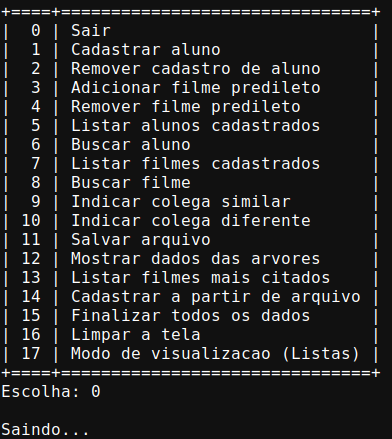 +====+===============================+
|  0 | Sair                          |
|  1 | Cadastrar aluno               |
|  2 | Remover cadastro de aluno     |
|  3 | Adicionar filme predileto     |
|  4 | Remover filme predileto       |
|  5 | Listar alunos cadastrados     |
|  6 | Buscar aluno                  |
|  7 | Listar filmes cadastrados     |
|  8 | Buscar filme                  |
|  9 | Indicar colega similar        |
| 10 | Indicar colega diferente      |
| 11 | Salvar arquivo                |
| 12 | Mostrar dados das arvores     |
| 13 | Listar filmes mais citados    |
| 14 | Cadastrar a partir de arquivo |
| 15 | Finalizar todos os dados      |
| 16 | Limpar a tela                 |
| 17 | Modo de visualizacao (Listas) |
+====+===============================+
Escolha: 0

Saindo...